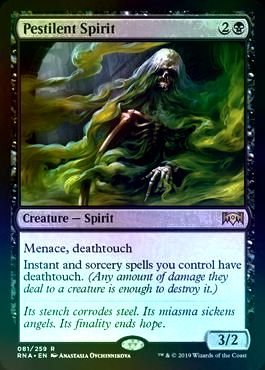 Pestilent Spirit 2
Creature — Spirit
Menace, deathtouch
Instant and sorcery spells you control have
deathtouch. (Any amount of damage they
deal to a creature is enough to destroy it.)
Its stench corrodes steel. Its miasma sickens
angels. Its finality ends hope.
3/2
081/259 R
RNA • EN ANASTASIA OVCHINNIKOVA
™ & © 2019 Wizards of the Coast